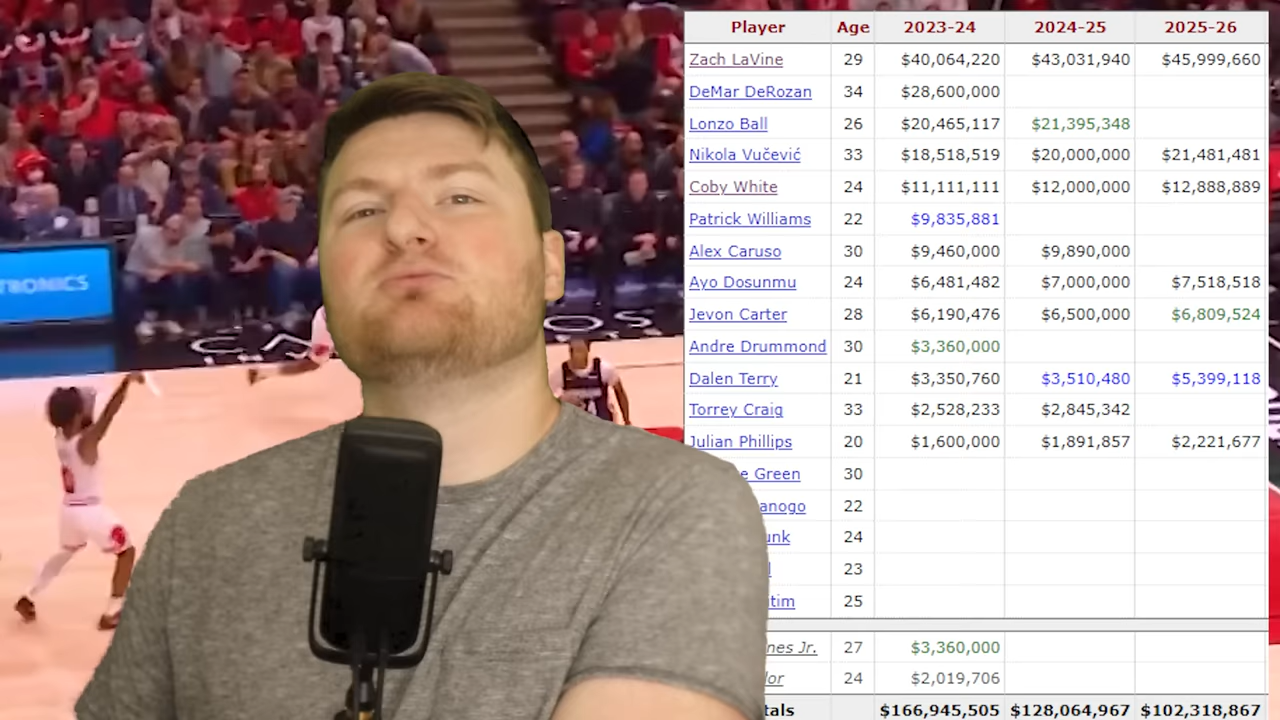 Player Age 2023-24 2024-25 2025-26
Zach LaVine 29 $40,064,220 $43,031,940 $45,999,660
DeMar DeRozan 34 $28,600,000
Lonzo Ball 26 $20,465,117 $21,395,348
Nikola Vučević 33 $18,518,519 $20,000,000 $21,481,481
Coby White 24 $11,111,111 $12,000,000 $12,888,889
Patrick Williams 22 $9,835,881
Alex Caruso 30 $9,460,000 $9,890,000
Ayo Dosunmu 24 $6,481,482 $7,000,000 $7,518,518
Jevon Carter 28 $6,190,476 $6,500,000 $6,809,524
Andre Drummond 30 $3,360,000
Dalen Terry 21 $3,350,760 $3,510,480 $5,399,118
Torrey Craig 33 $2,528,233 $2,845,342
Julian Phillips 20 $1,600,000 $1,891,857 $2,221,677
e Green 30
anogo 22
unk 24
l 23
itim 25
nes Jr. 27 $3,360,000
lor 24 $2,019,706
tals $166,945,505 $128,064,967 $102,318,867
TRONICS